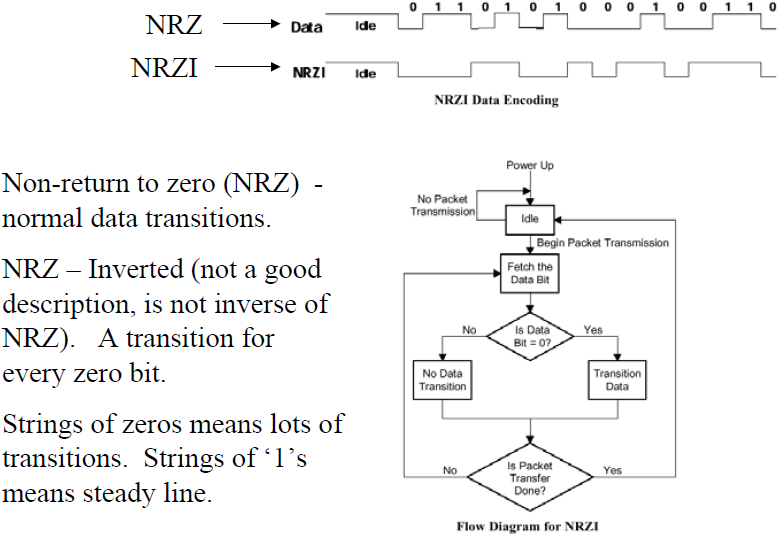 NRZ
0 1 1 0 1 0 1 0 0 0 1 0 0 1 1 0
Data Idle
NRZI
NRZI Idle
NRZI Data Encoding
Non-return to zero (NRZ) -
normal data transitions.
NRZ – Inverted (not a good
description, is not inverse of
NRZ). A transition for
every zero bit.
Strings of zeros means lots of
transitions. Strings of ‘1’s
means steady line.
Power Up
No Packet
Transmission
Idle
Begin Packet Transmission
Fetch the
Data Bit
No
Is Data
Bit = 0?
Yes
No Data
Transition
Transition
Data
No
Is Packet
Transfer
Done?
Yes
Flow Diagram for NRZI